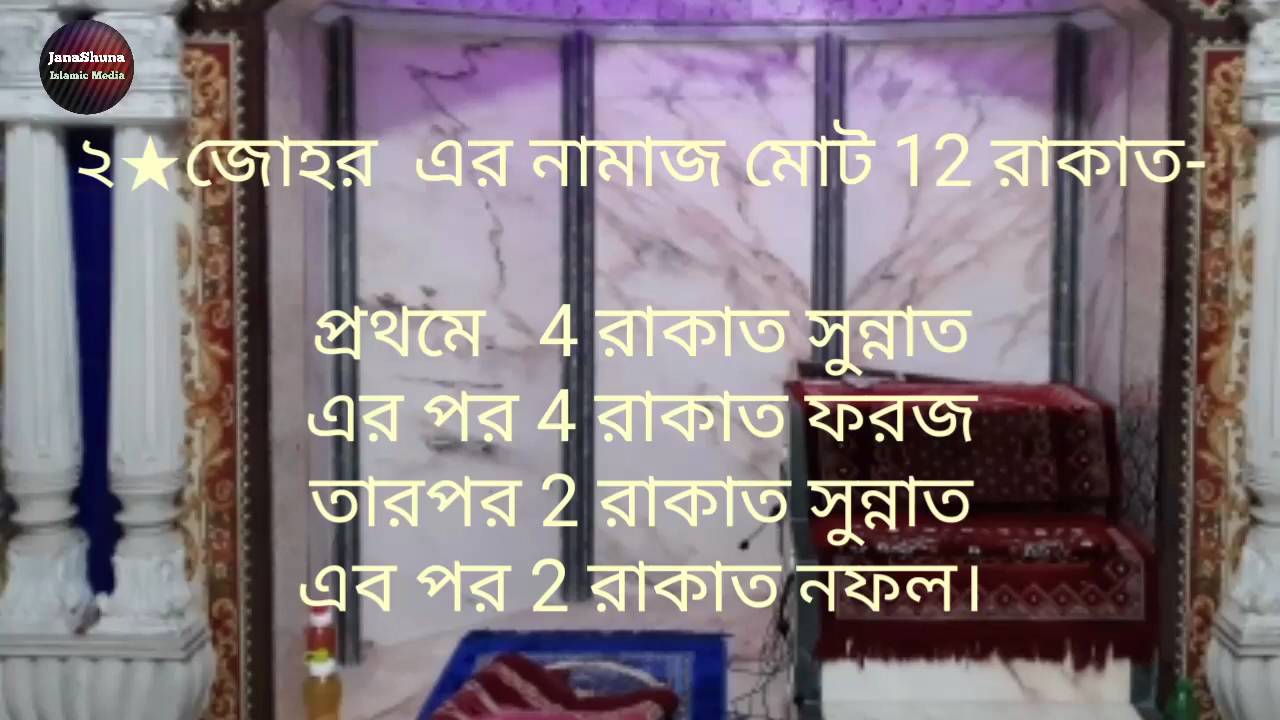 JanaShuna
Islamic Media
২★জোহর এর নামাজ মোট 12 রাকাত-
প্রথমে 4 রাকাত সুন্নাত
এর পর 4 রাকাত ফরজ
তারপর 2 রাকাত সুন্নাত
এব পর 2 রাকাত নফল।